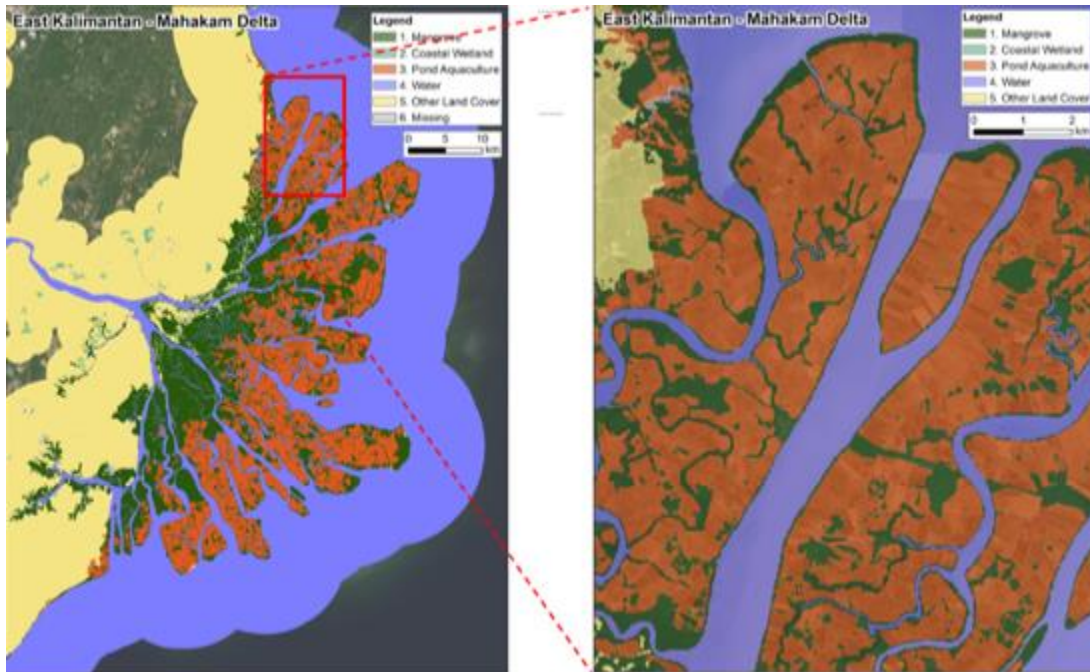 East Kalimantan - Mahakam Delta
Legend
1. Mangrove
2. Coastal Wetland
3. Pond Aquaculture
4. Water
5. Other Land Cover
6. Missing
0 5 10
km
East Kalimantan - Mahakam Delta
Legend
1. Mangrove
2. Coastal Wetland
3. Pond Aquaculture
4. Water
5. Other Land Cover
0 1 2
km